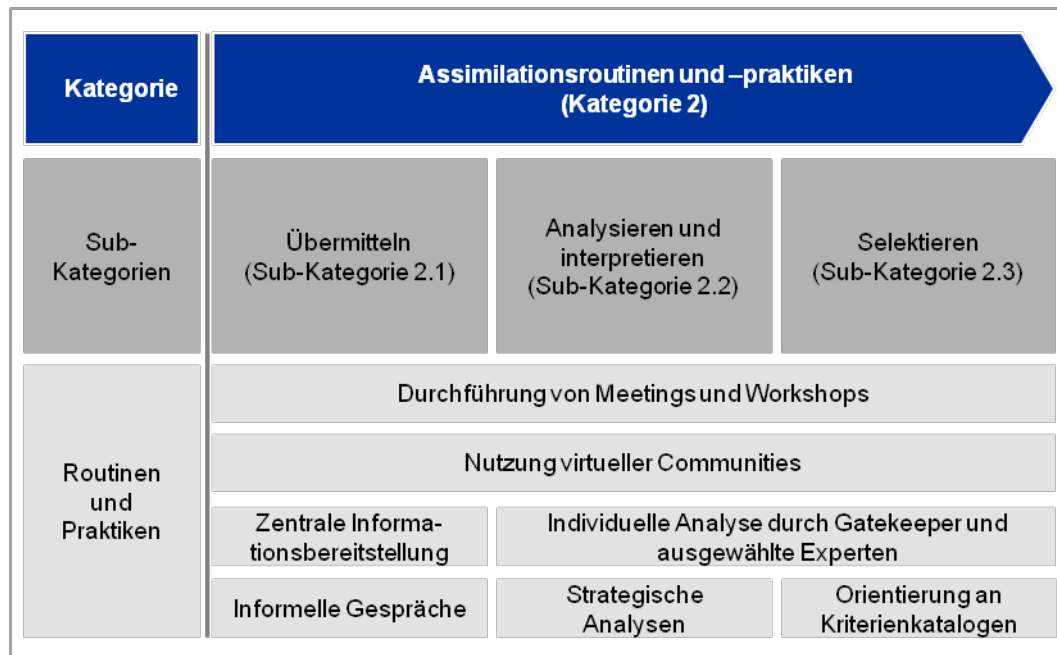 Kategorie
Assimilationsroutinen und –praktiken
(Kategorie 2)
Sub-
Kategorien
Übermitteln
(Sub-Kategorie 2.1)
Analysieren und
interpretieren
(Sub-Kategorie 2.2)
Selektieren
(Sub-Kategorie 2.3)
Routinen
und
Praktiken
Durchführung von Meetings und Workshops
Nutzung virtueller Communities
Zentrale Informa-
tionsbereitstellung
Individuelle Analyse durch Gatekeeper und
ausgewählte Experten
Informelle Gespräche
Strategische
Analysen
Orientierung an
Kriterienkatalogen